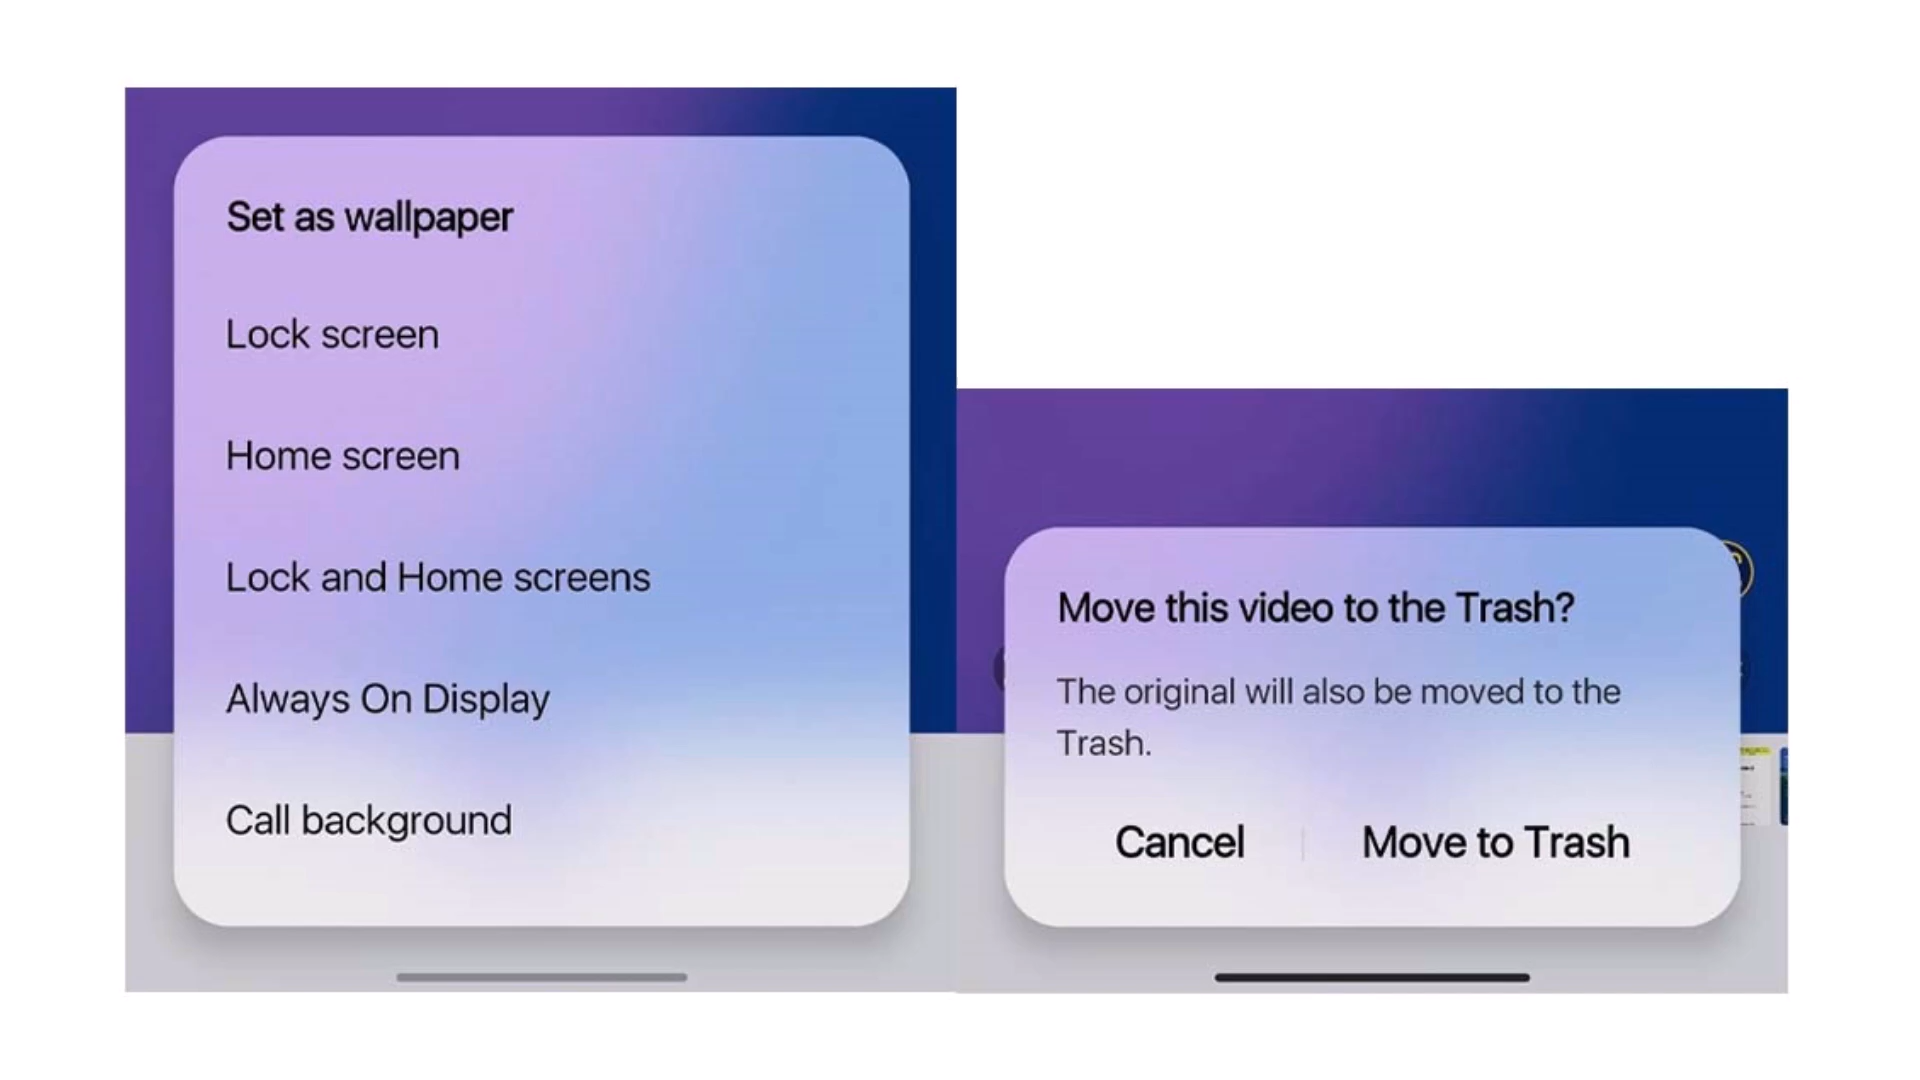 Set as wallpaper
Lock screen
Home screen
Lock and Home screens
Always On Display
Call background
Move this video to the Trash?
The original will also be moved to the
Trash.
Cancel
Move to Trash